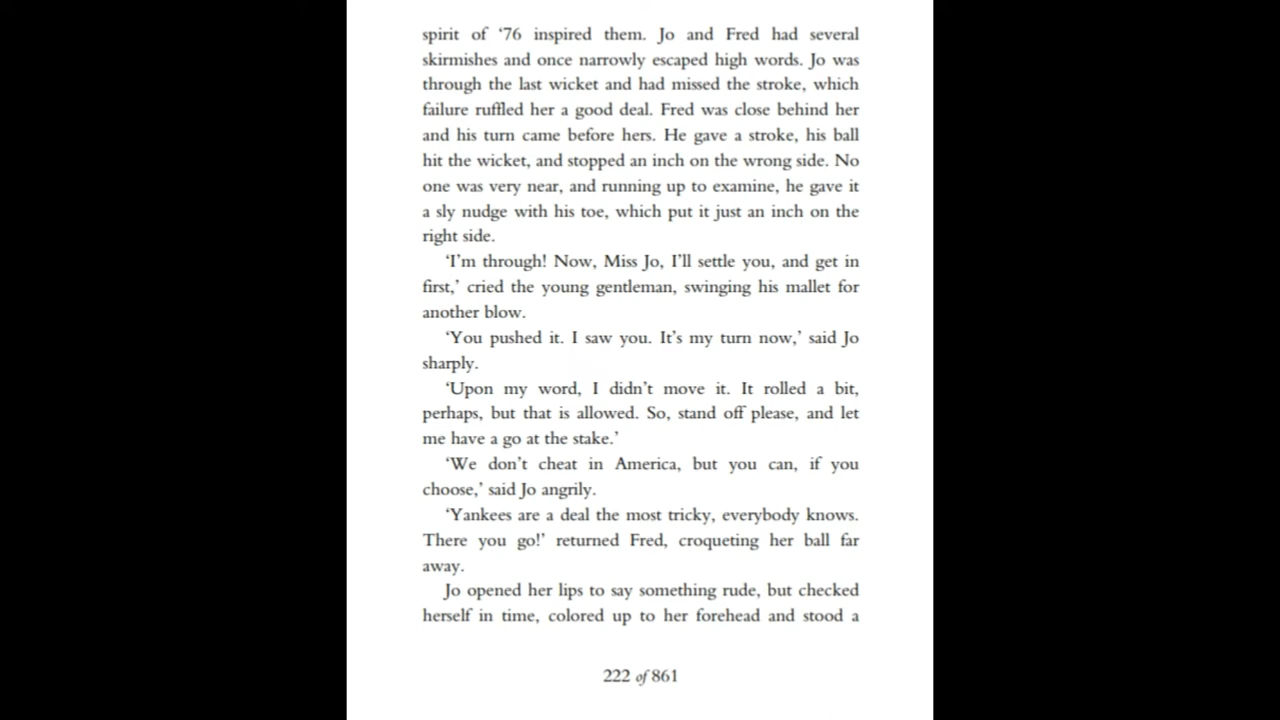 spirit of ‘76 inspired them. Jo and Fred had several
skirmishes and once narrowly escaped high words. Jo was
through the last wicket and had missed the stroke, which
failure ruffled her a good deal. Fred was close behind her
and his turn came before hers. He gave a stroke, his ball
hit the wicket, and stopped an inch on the wrong side. No
one was very near, and running up to examine, he gave it
a sly nudge with his toe, which put it just an inch on the
right side.
‘I’m through! Now, Miss Jo, I’ll settle you, and get in
first,’ cried the young gentleman, swinging his mallet for
another blow.
‘You pushed it. I saw you. It’s my turn now,’ said Jo
sharply.
‘Upon my word, I didn’t move it. It rolled a bit,
perhaps, but that is allowed. So, stand off please, and let
me have a go at the stake.’
‘We don’t cheat in America, but you can, if you
choose,’ said Jo angrily.
‘Yankees are a deal the most tricky, everybody knows.
There you go!’ returned Fred, croqueting her ball far
away.
Jo opened her lips to say something rude, but checked
herself in time, colored up to her forehead and stood a
222 of 861